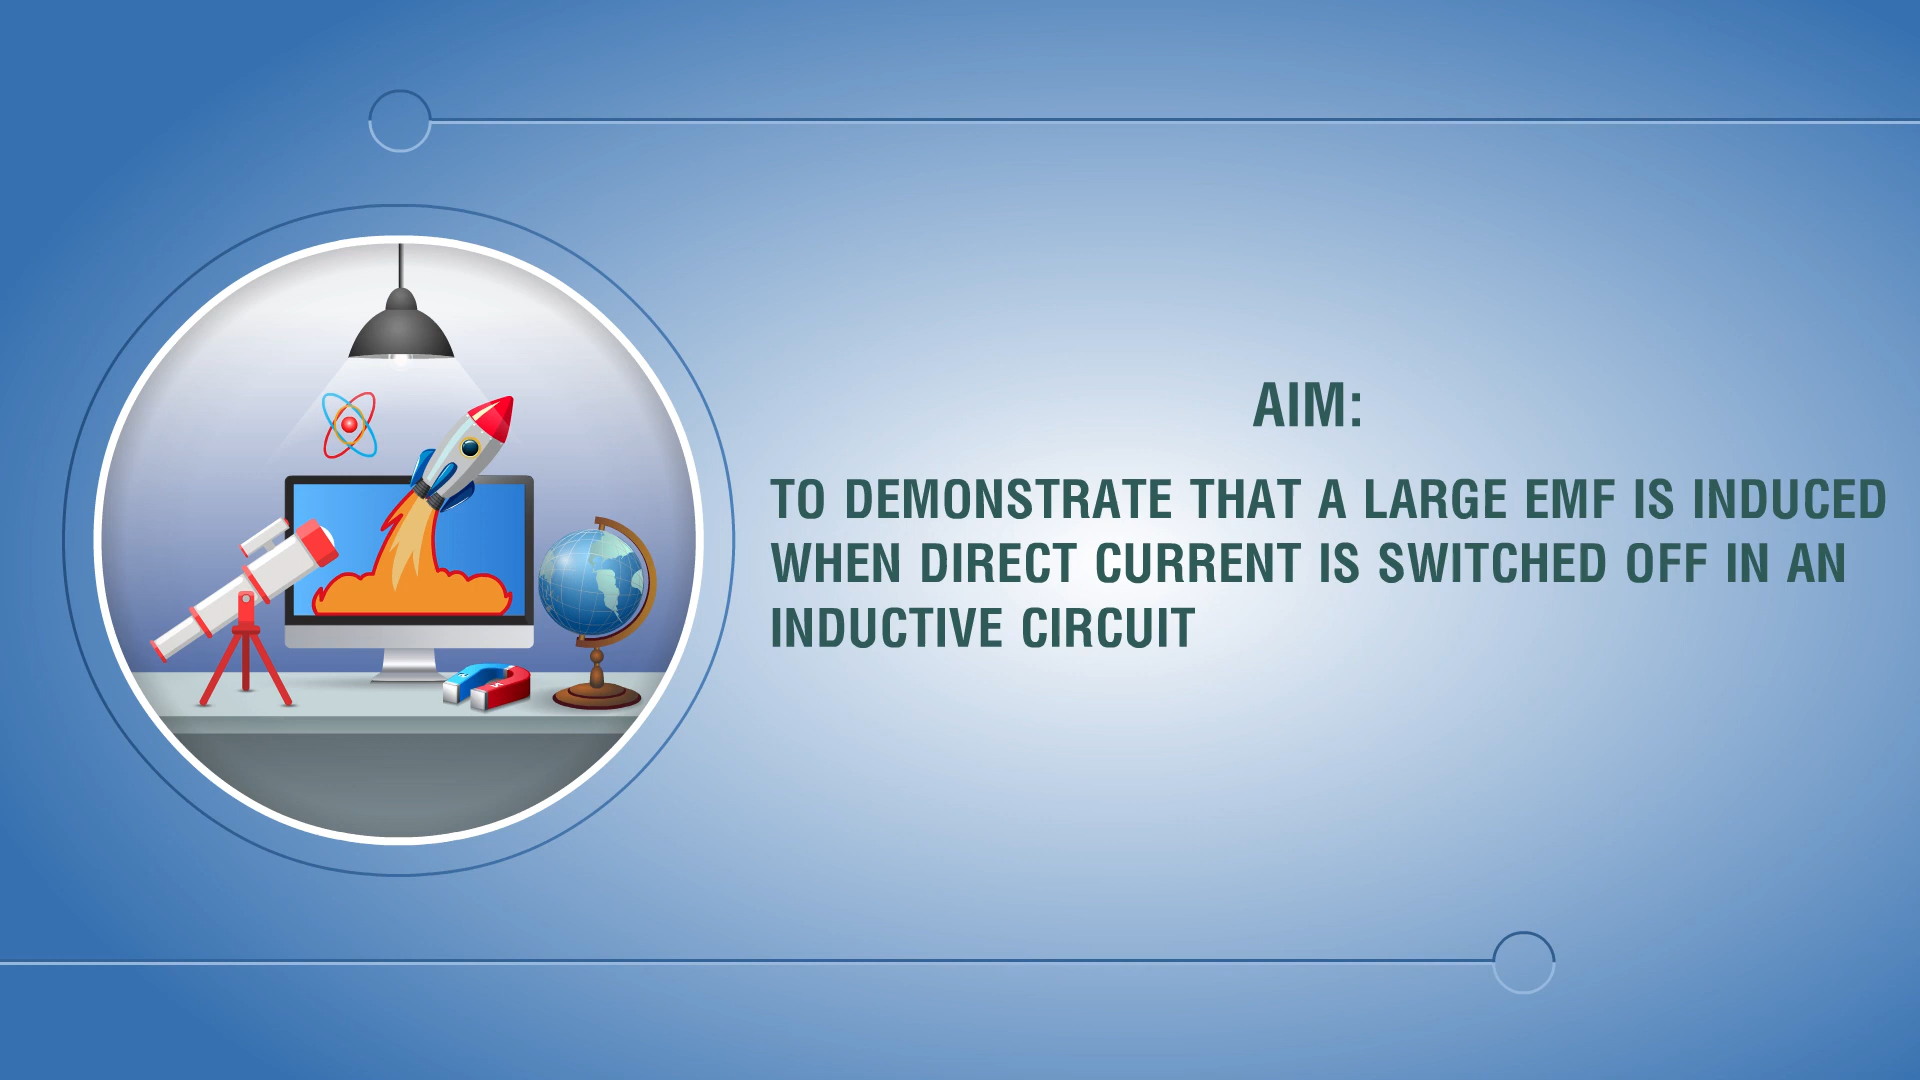 AIM:
TO DEMONSTRATE THAT A LARGE EMF IS INDUCED
WHEN DIRECT CURRENT IS SWITCHED OFF IN AN
INDUCTIVE CIRCUIT